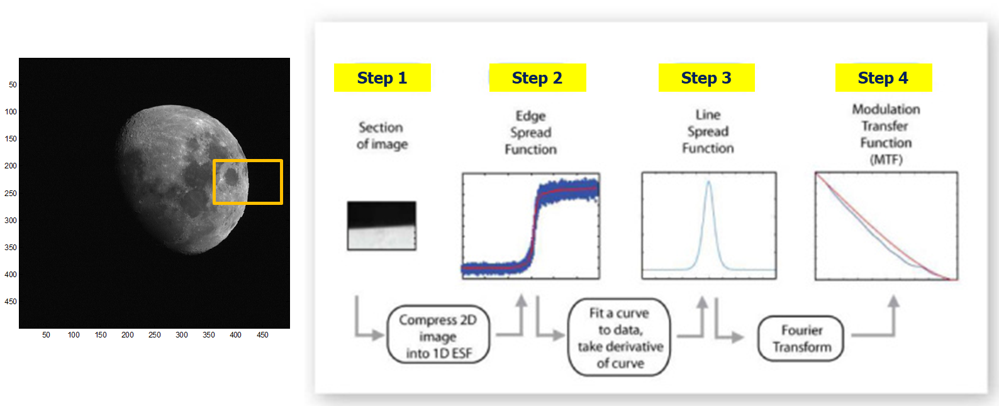 50
100
150
200
250
300
350
400
450
50 100 150 200 250 300 350 400 450
Step 1
Step 2
Step 3
Step 4
Section
of image
Edge
Spread
Function
Line
Spread
Function
Modulation
Transfer
Function
(MTF)
Compress 2D
image
into 1D ESF
Fit a curve
to data,
take derivative
of curve
Fourier
Transform